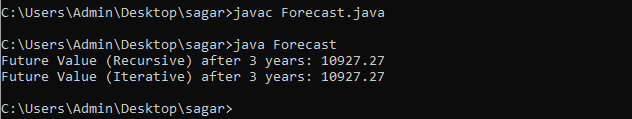 C:\Users\Admin\Desktop\sagar>javac Forecast.java
C:\Users\Admin\Desktop\sagar>java Forecast
Future Value (Recursive) after 3 years: 10927.27
Future Value (Iterative) after 3 years: 10927.27
C:\Users\Admin\Desktop\sagar>